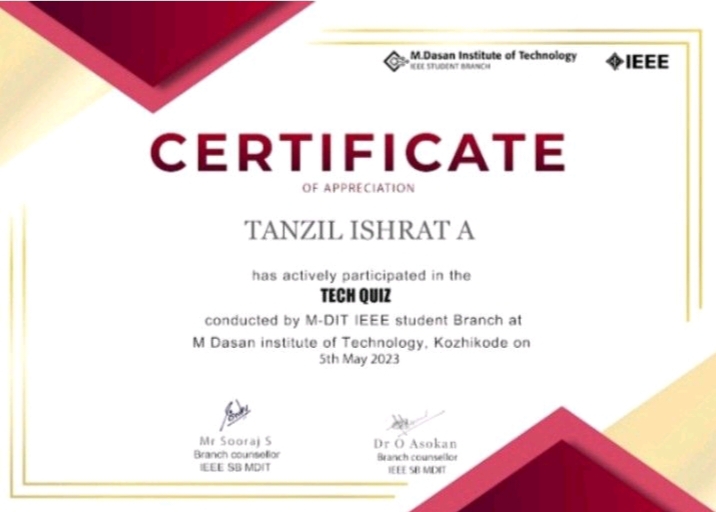 M.Dasan Institute of Technology
IEEE STUDENT BRANCH
IEEE
CERTIFICATE
OF APPRECIATION
TANZIL ISHRAT A
has actively participated in the
TECH QUIZ
conducted by M-DIT IEEE student Branch at
M Dasan institute of Technology, Kozhikode on
5th May 2023
Mr Sooraj S
Branch counsellor
IEEE SB MDIT
Dr O Asokan
Branch counsellor
IEEE SB MDIT